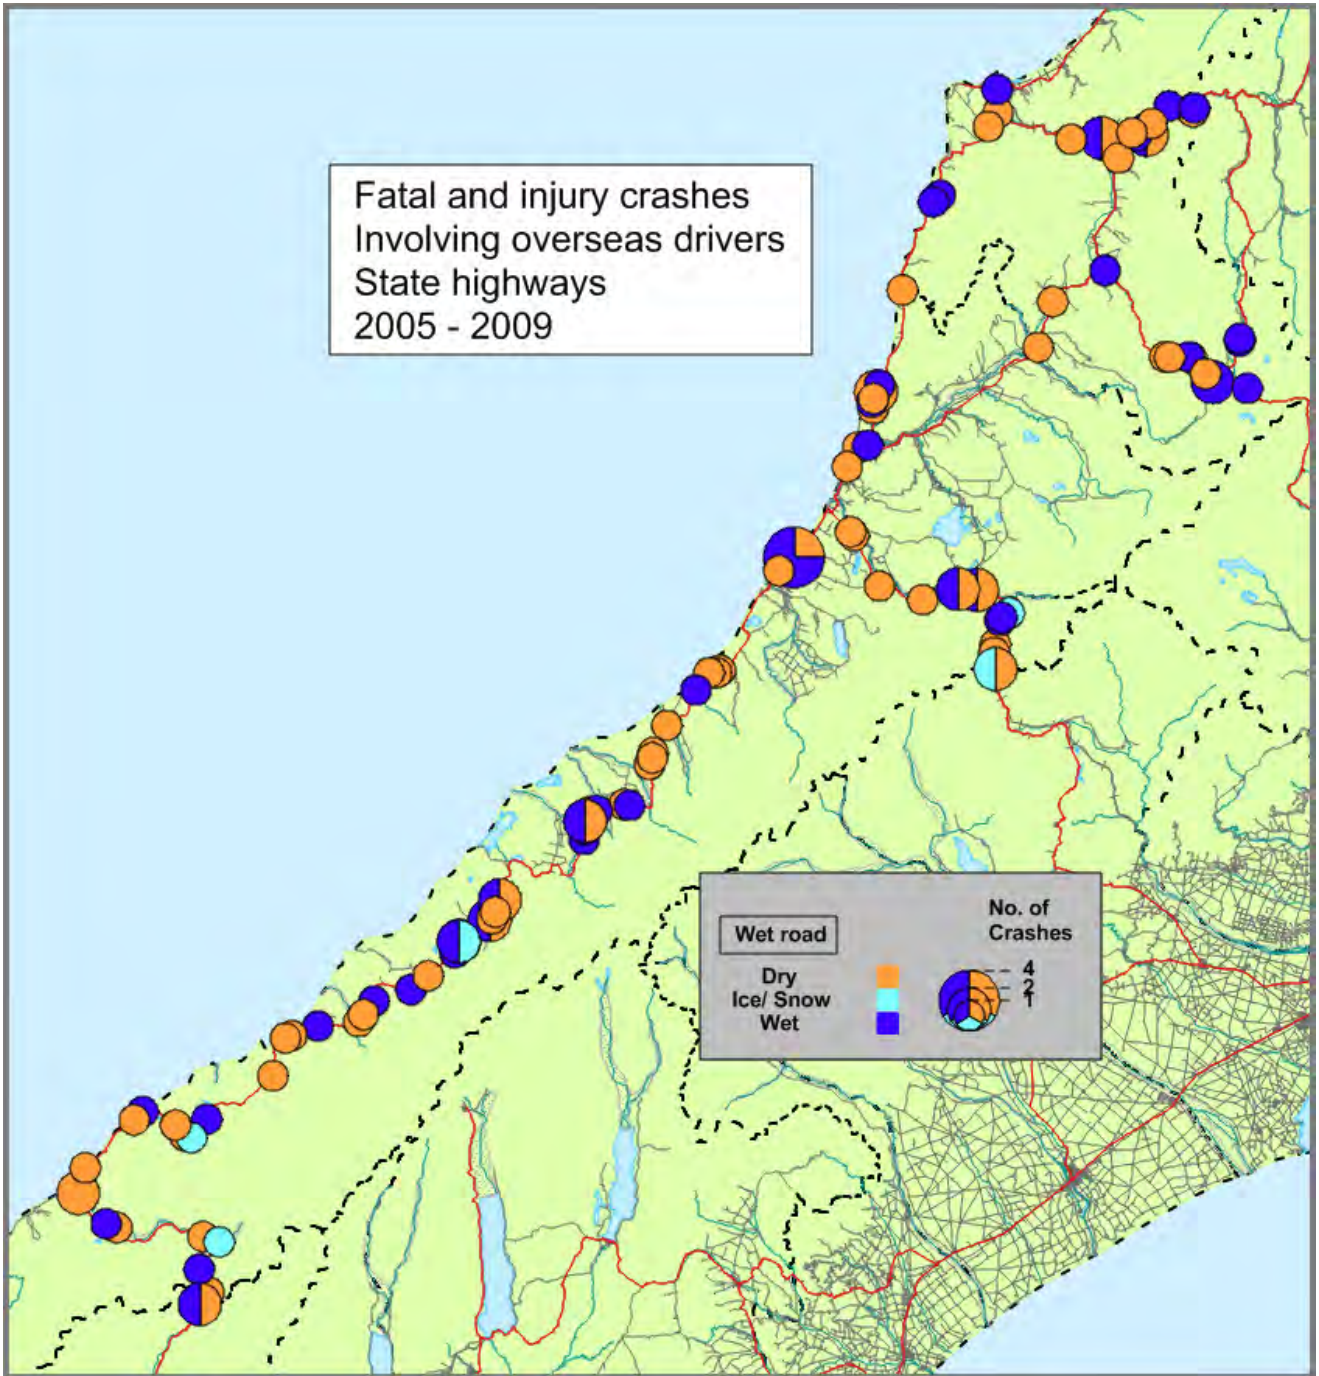 Fatal and injury crashes
Involving overseas drivers
State highways
2005 - 2009
No. of
Crashes
Wet road
Dry
Ice/ Snow
Wet
4
2
1